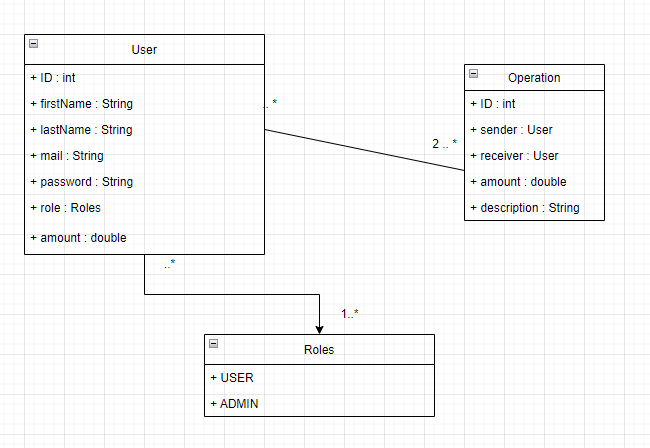 User
+ ID : int
+ firstName : String
+ lastName : String
+ mail : String
+ password : String
+ role : Roles
+ amount : double
.. *
2 .. *
Operation
+ ID : int
+ sender : User
+ receiver : User
+ amount : double
+ description : String
..*
1..*
Roles
+ USER
+ ADMIN